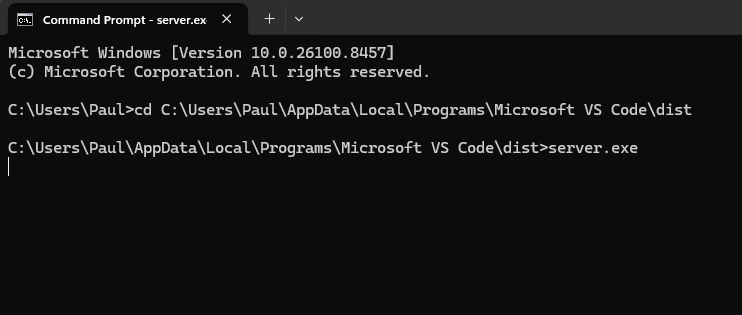 Command Prompt - server.ex
Microsoft Windows [Version 10.0.26100.8457]
(c) Microsoft Corporation. All rights reserved.
C:\Users\Paul>cd C:\Users\Paul\AppData\Local\Programs\Microsoft VS Code\dist
C:\Users\Paul\AppData\Local\Programs\Microsoft VS Code\dist>server.exe